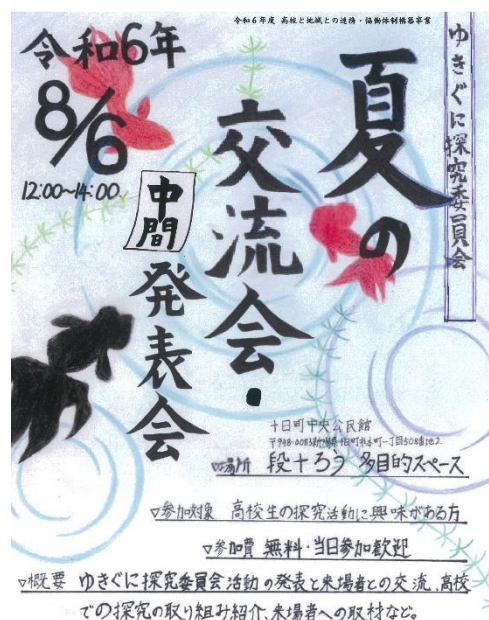 令和6年度 高校と地域との連携・協働体制構築事業
ゆきぐに探究委員会
夏の
交流会・
中間
発表会
令和6年
8/6
12:00~14:00
十日町中央公民館
▽場所 段十ろう 多目的スペース
▽参加対象 高校生の探究活動に興味がある方
▽参加費 無料・当日参加歓迎
▽概要 ゆきぐに探究委員会活動の発表と来場者との交流、高校
での探究の取り組み紹介、来場者への取材など。